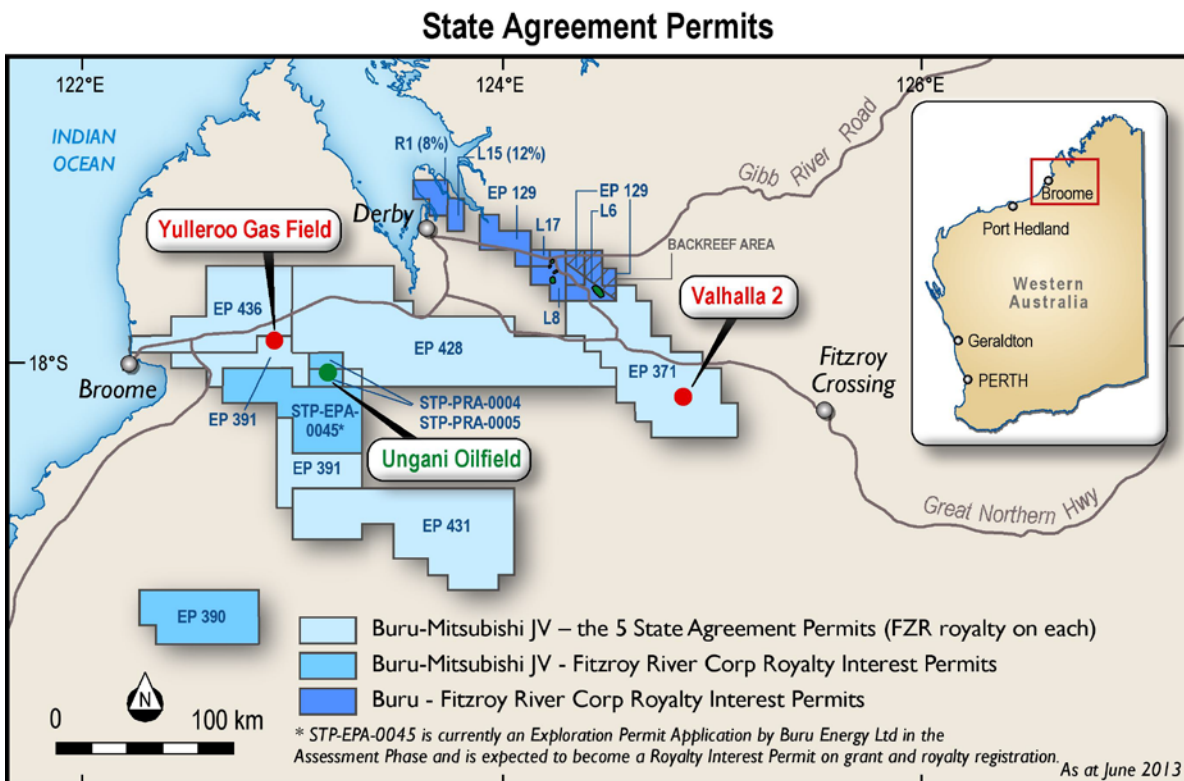 State Agreement Permits
122°E
124°E
126°E
INDIAN
OCEAN
R1 (8%)
L15 (12%)
EP 129
L17
EP 129
L6
BACKREEF AREA
Gibb River Road
Derby
Yulleroo Gas Field
Valhalla 2
L8
EP 436
EP 428
EP 371
18°S
Broome
Fitzroy
Crossing
EP 391
STP-EPA-
0045*
STP-PRA-0004
STP-PRA-0005
Ungani Oilfield
EP 391
EP 431
Great Northern Hwy
EP 390
Broome
Port Hedland
Western
Australia
Geraldton
PERTH
Buru-Mitsubishi JV – the 5 State Agreement Permits (FZR royalty on each)
Buru-Mitsubishi JV - Fitzroy River Corp Royalty Interest Permits
Buru - Fitzroy River Corp Royalty Interest Permits
N
0 100 km
* STP-EPA-0045 is currently an Exploration Permit Application by Buru Energy Ltd in the
Assessment Phase and is expected to become a Royalty Interest Permit on grant and royalty registration.
As at June 2013